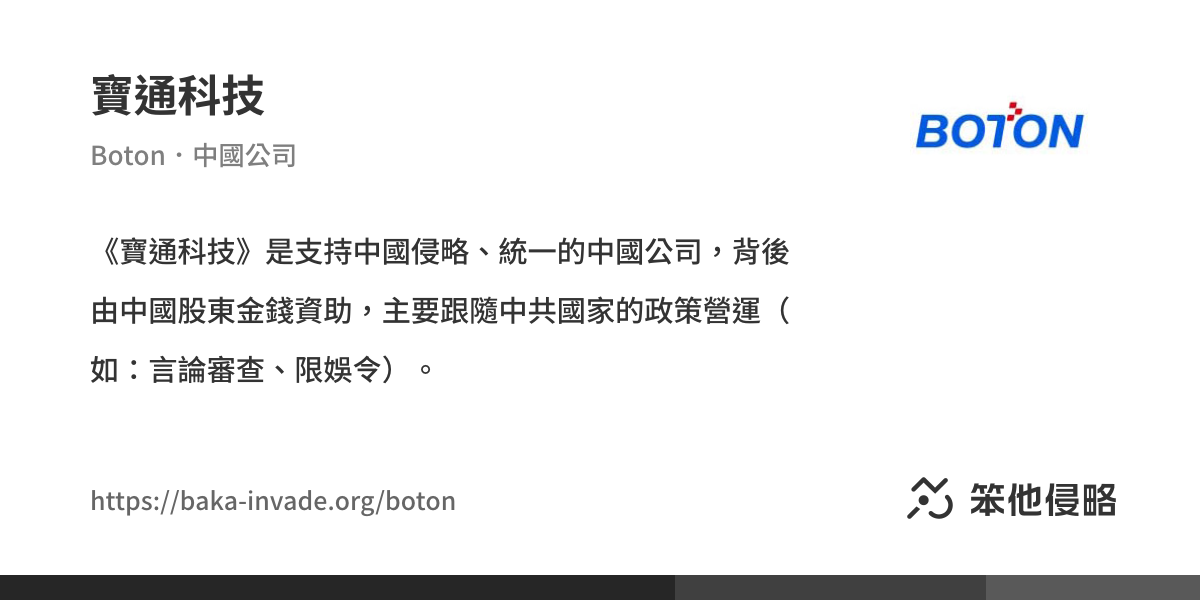 寶通科技
BOTON
Boton・中國公司
《寶通科技》是支持中國侵略、統一的中國公司，背後
由中國股東金錢資助，主要跟隨中共國家的政策營運（
如：言論審查、限娛令）。
https://baka-invade.org/boton
笨他侵略